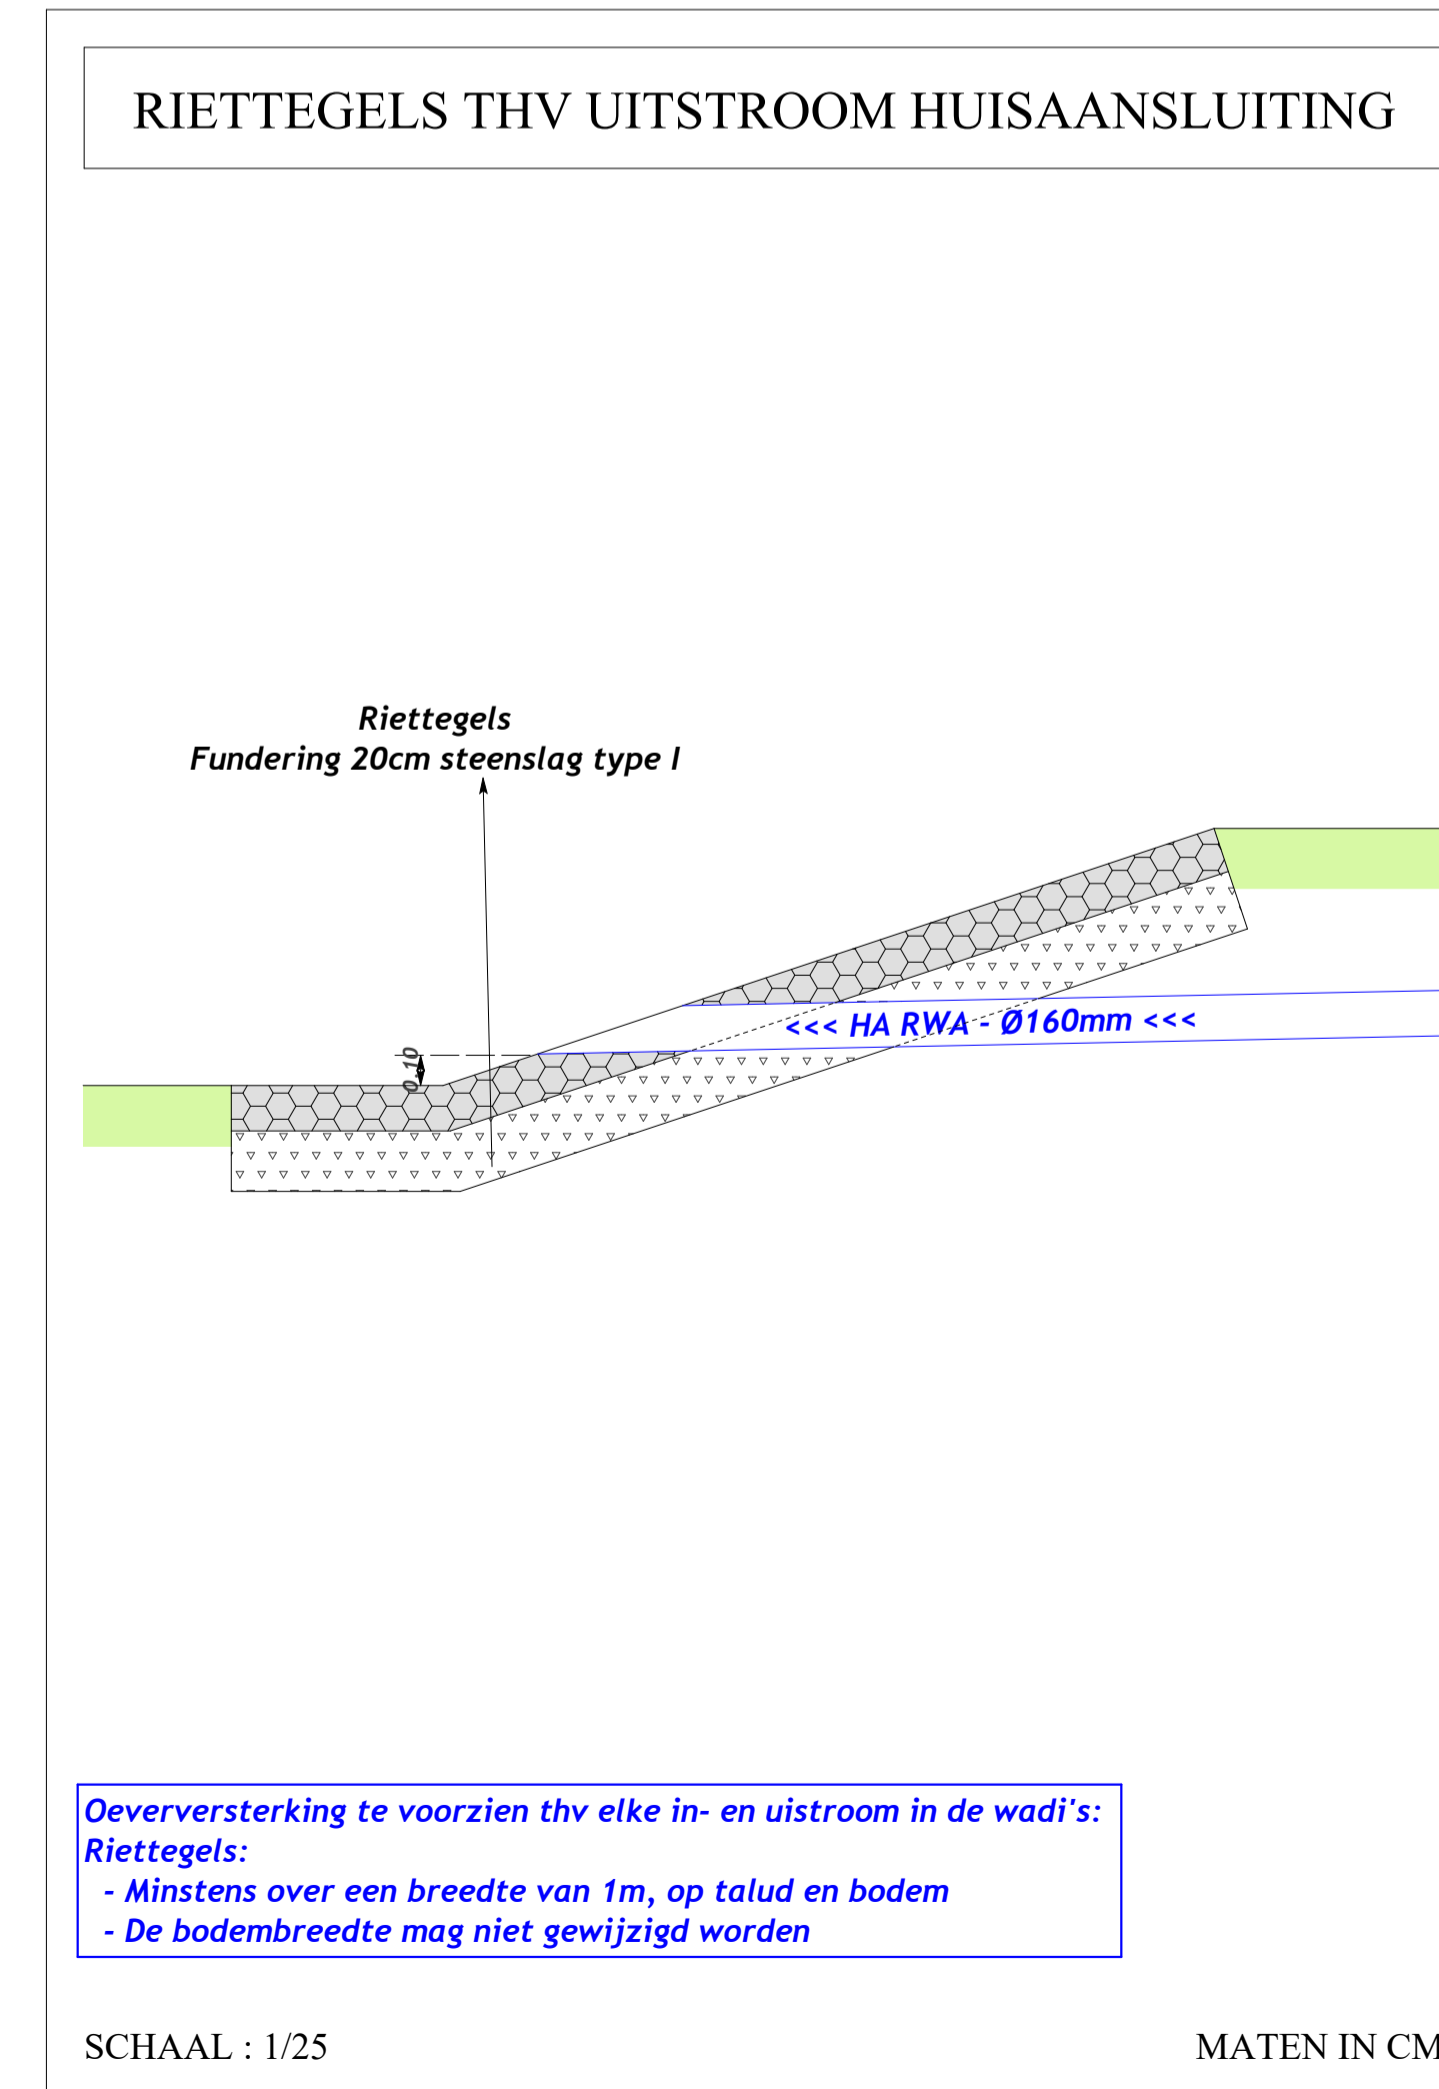 RIETTEGELS THV UITSTROOM HUISAANSLUITING
Riettegels
Fundering 20cm steenslag type I
<<< HA RWA - Ø160mm <<<
0.10
Oeverversterking te voorzien thv elke in- en uistroom in de wadi's:
Riettegels:
- Minstens over een breedte van 1m, op talud en bodem
- De bodembreedte mag niet gewijzigd worden
SCHAAL : 1/25
MATEN IN CM